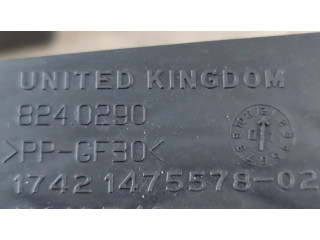 UNITED KINGDOM
8240290
>PP-GF30<
1742 1475578-02